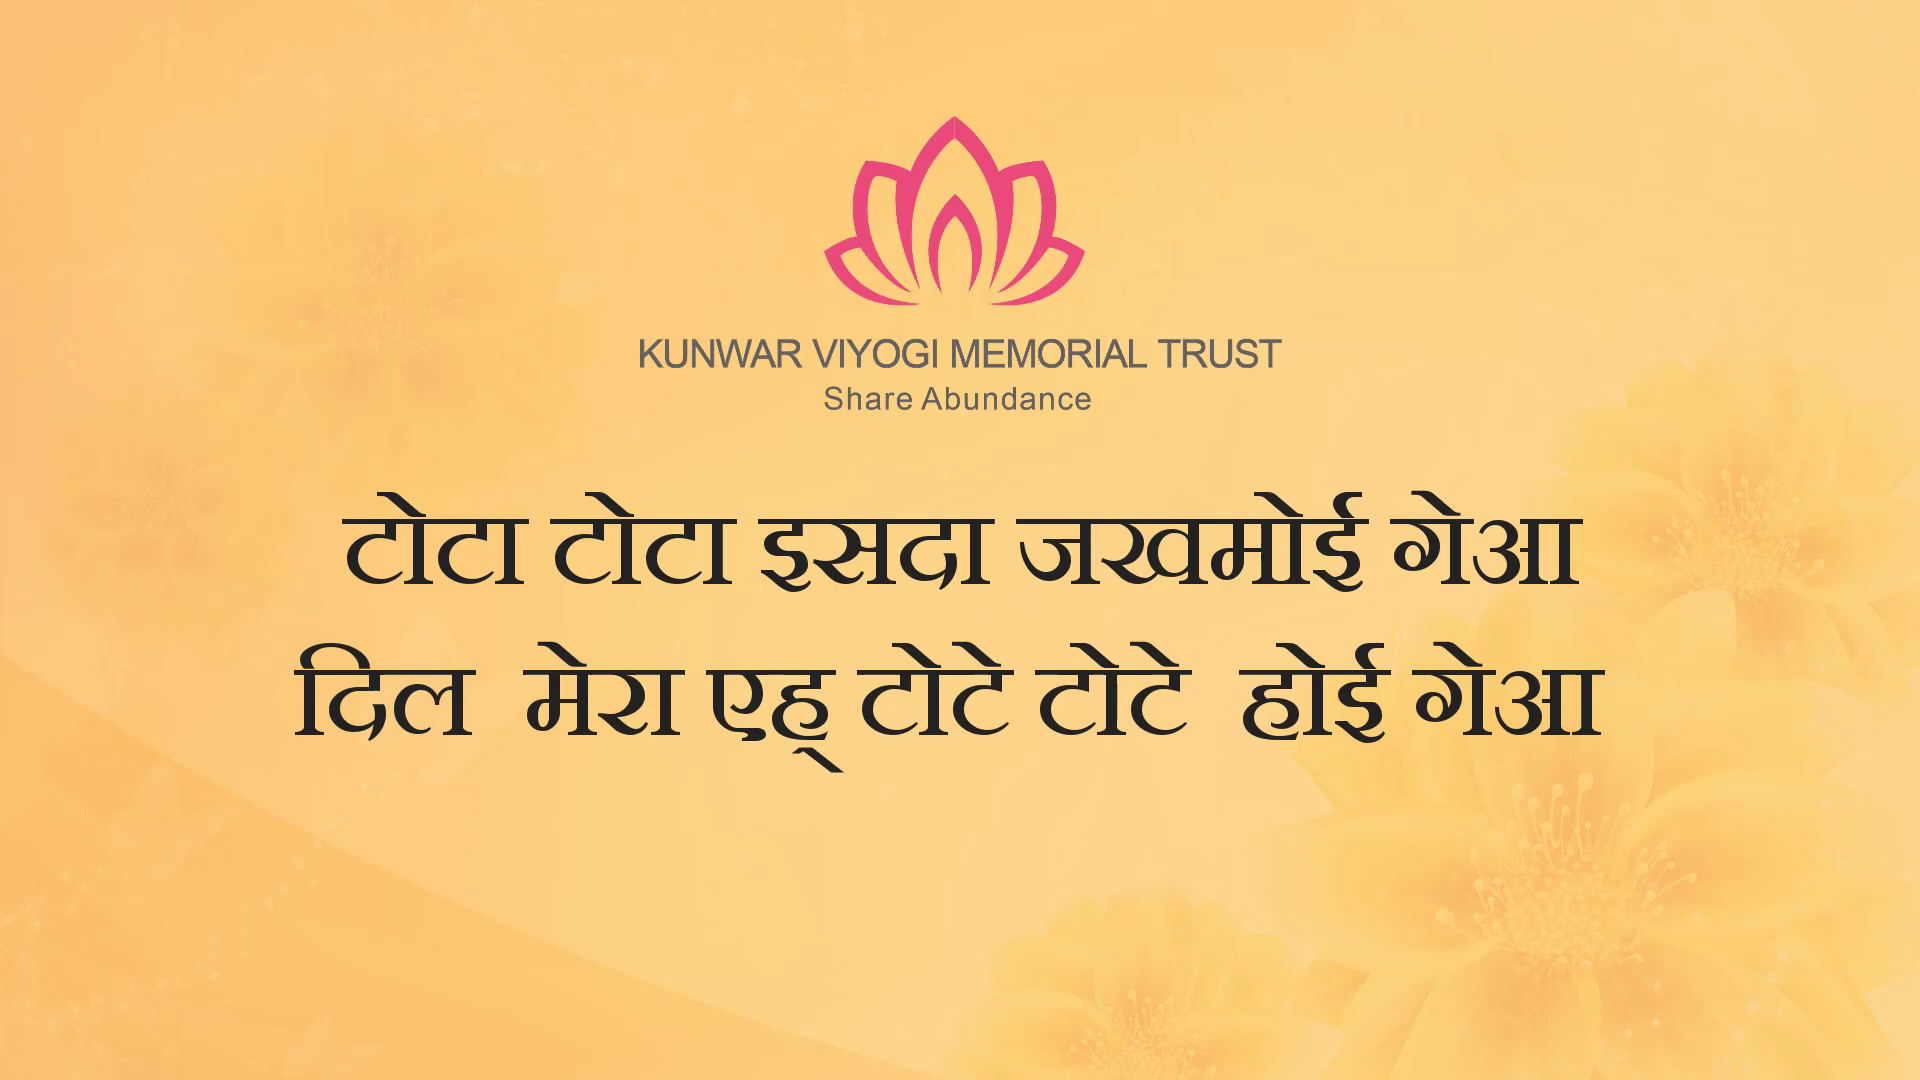 KUNWAR VIYOGI MEMORIAL TRUST
Share Abundance
टोटा टोटा इसदा जखमोई गेआ
दिल मेरा एह् टोटे टोटे होई गेआ